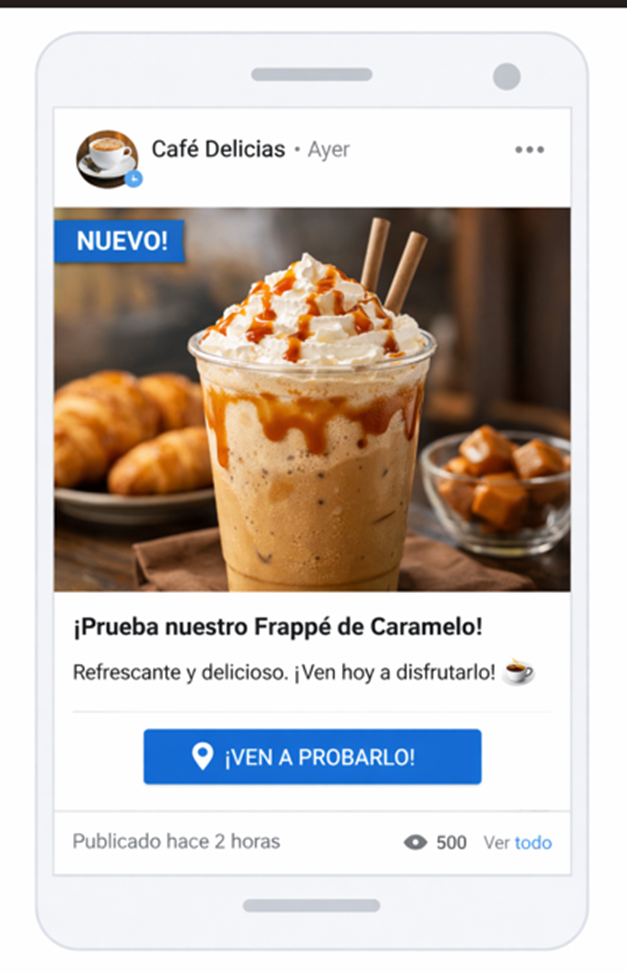 Café Delicias • Ayer
NUEVO!
¡Prueba nuestro Frappé de Caramelo!
Refrescante y delicioso. ¡Ven hoy a disfrutarlo! ☕
¡VEN A PROBARLO!
Publicado hace 2 horas 500 Ver todo